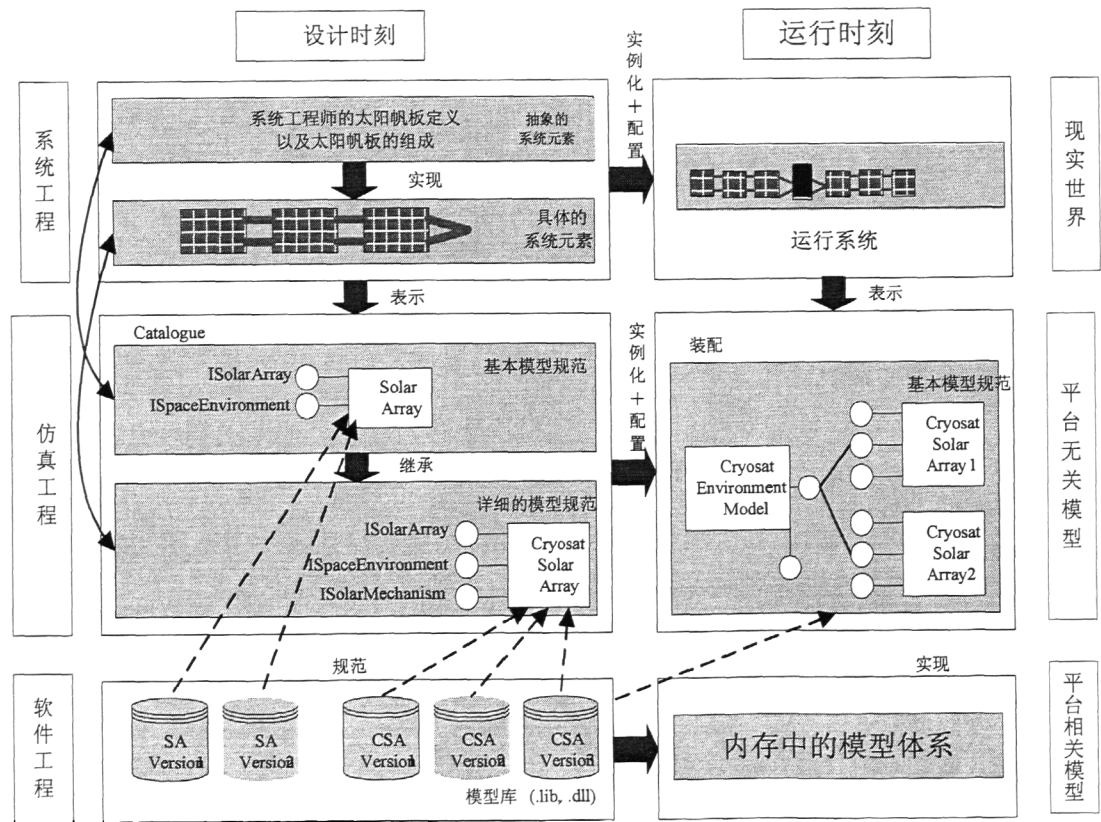 设计时刻
运行时刻
实例化+配置
系统工程
系统工程师的太阳帆板定义
以及太阳帆板的组成
抽象的
系统元素
实现
具体的
系统元素
运行系统
现实世界
表示
表示
仿真工程
Catalogue
基本模型规范
ISolarArray
ISpaceEnvironment
Solar
Array
继承
详细的模型规范
ISolarArray
ISpaceEnvironment
ISolarMechanism
Cryosat
Solar
Array
实例化+配置
装配
基本模型规范
Cryosat
Environment
Model
Cryosat
Solar
Array1
Cryosat
Solar
Array2
平台无关模型
规范
实现
软件工程
SA
Version1
SA
Version2
CSA
Version1
CSA
Version2
CSA
Version3
模型库 (.lib, .dll)
内存中的模型体系
平台相关模型